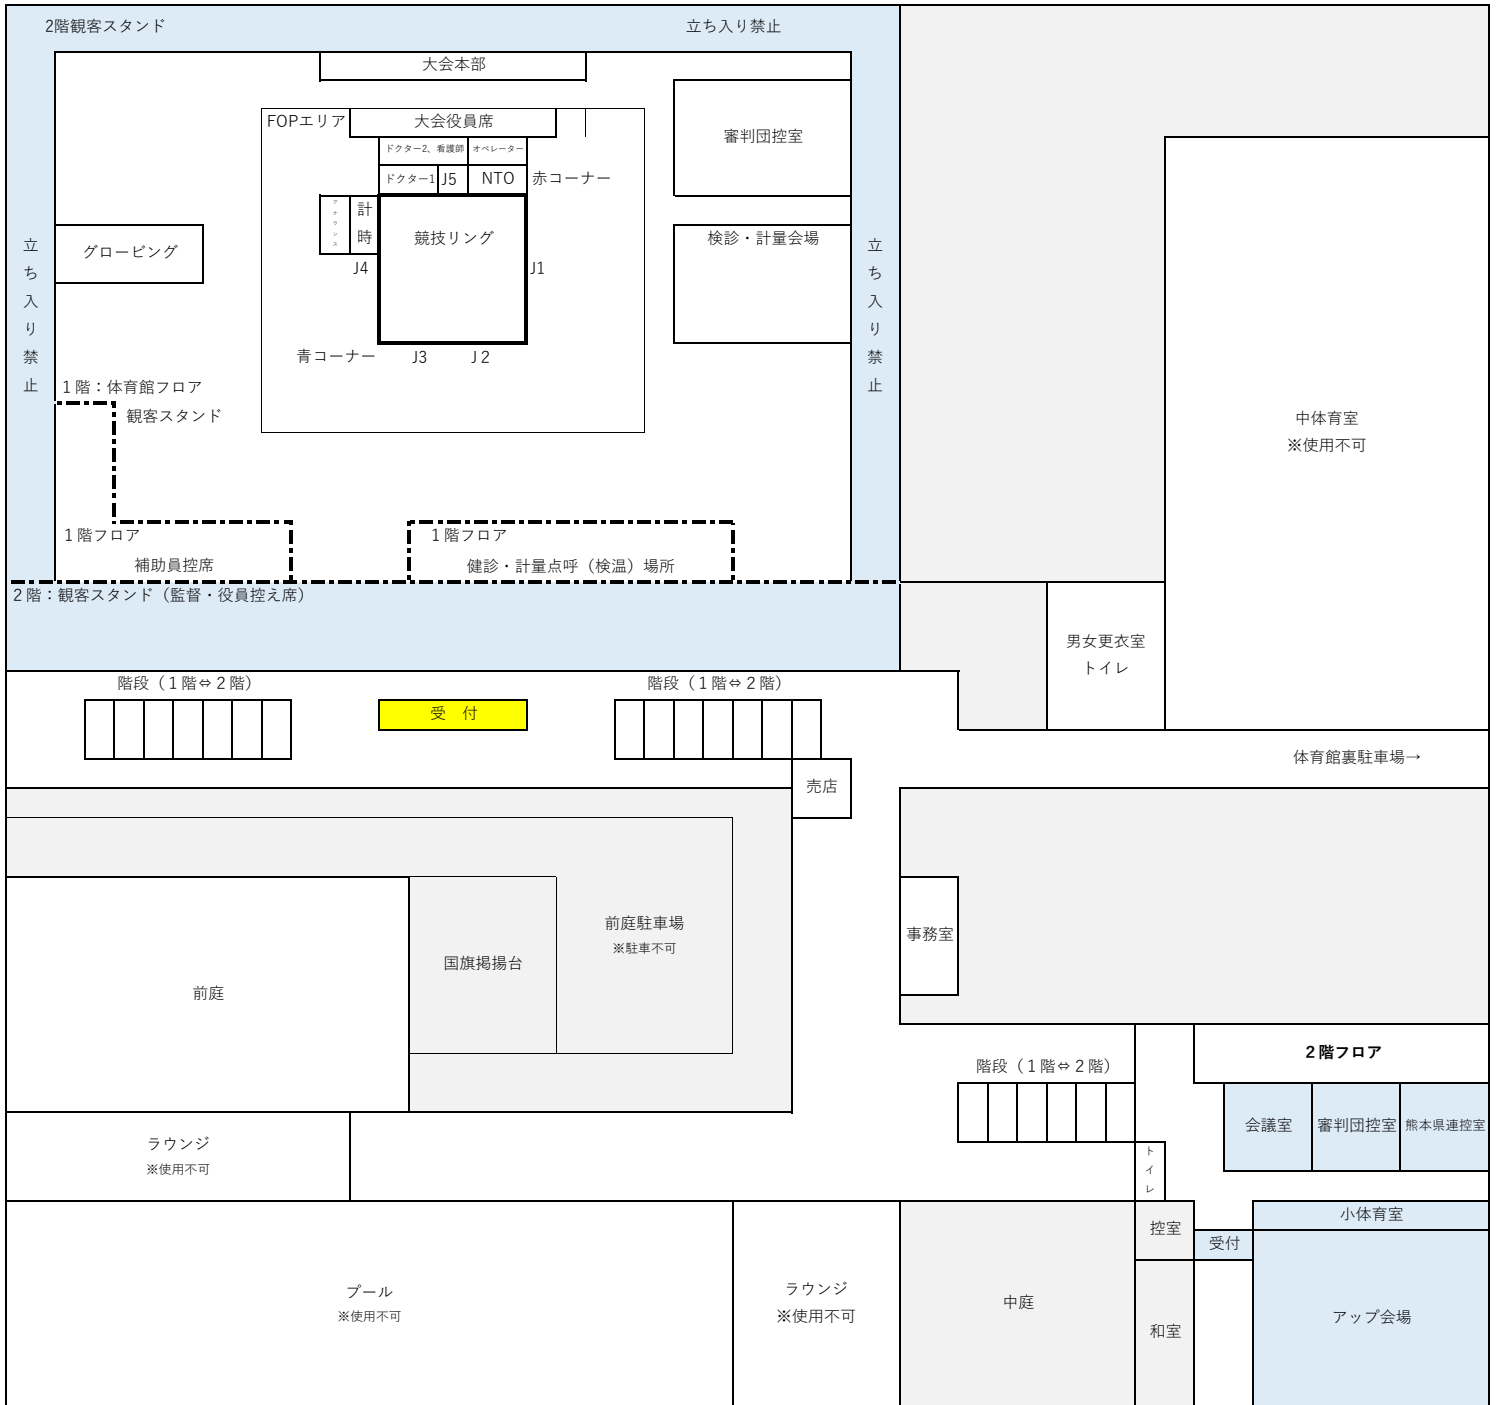 2階観客スタンド
立ち入り禁止
大会本部
FOPエリア
大会役員席
審判団控室
ドクター2、看護師
オペレーター
ドクター1
J5
NTO
赤コーナー
アナウンス
計時
競技リング
検診・計量会場
グロービング
立ち入り禁止
立ち入り禁止
J4
J1
青コーナー
J3
J２
１階：体育館フロア
観客スタンド
中体育室
※使用不可
１階フロア
補助員控席
１階フロア
健診・計量点呼（検温）場所
２階：観客スタンド（監督・役員控え席）
男女更衣室
トイレ
階段（１階⇔２階）
受　付
階段（１階⇔２階）
体育館裏駐車場→
売店
前庭駐車場
※駐車不可
事務室
国旗掲揚台
前庭
２階フロア
階段（１階⇔２階）
会議室
審判団控室
熊本県連控室
ラウンジ
※使用不可
トイレ
小体育室
控室
受付
プール
※使用不可
ラウンジ
※使用不可
中庭
和室
アップ会場